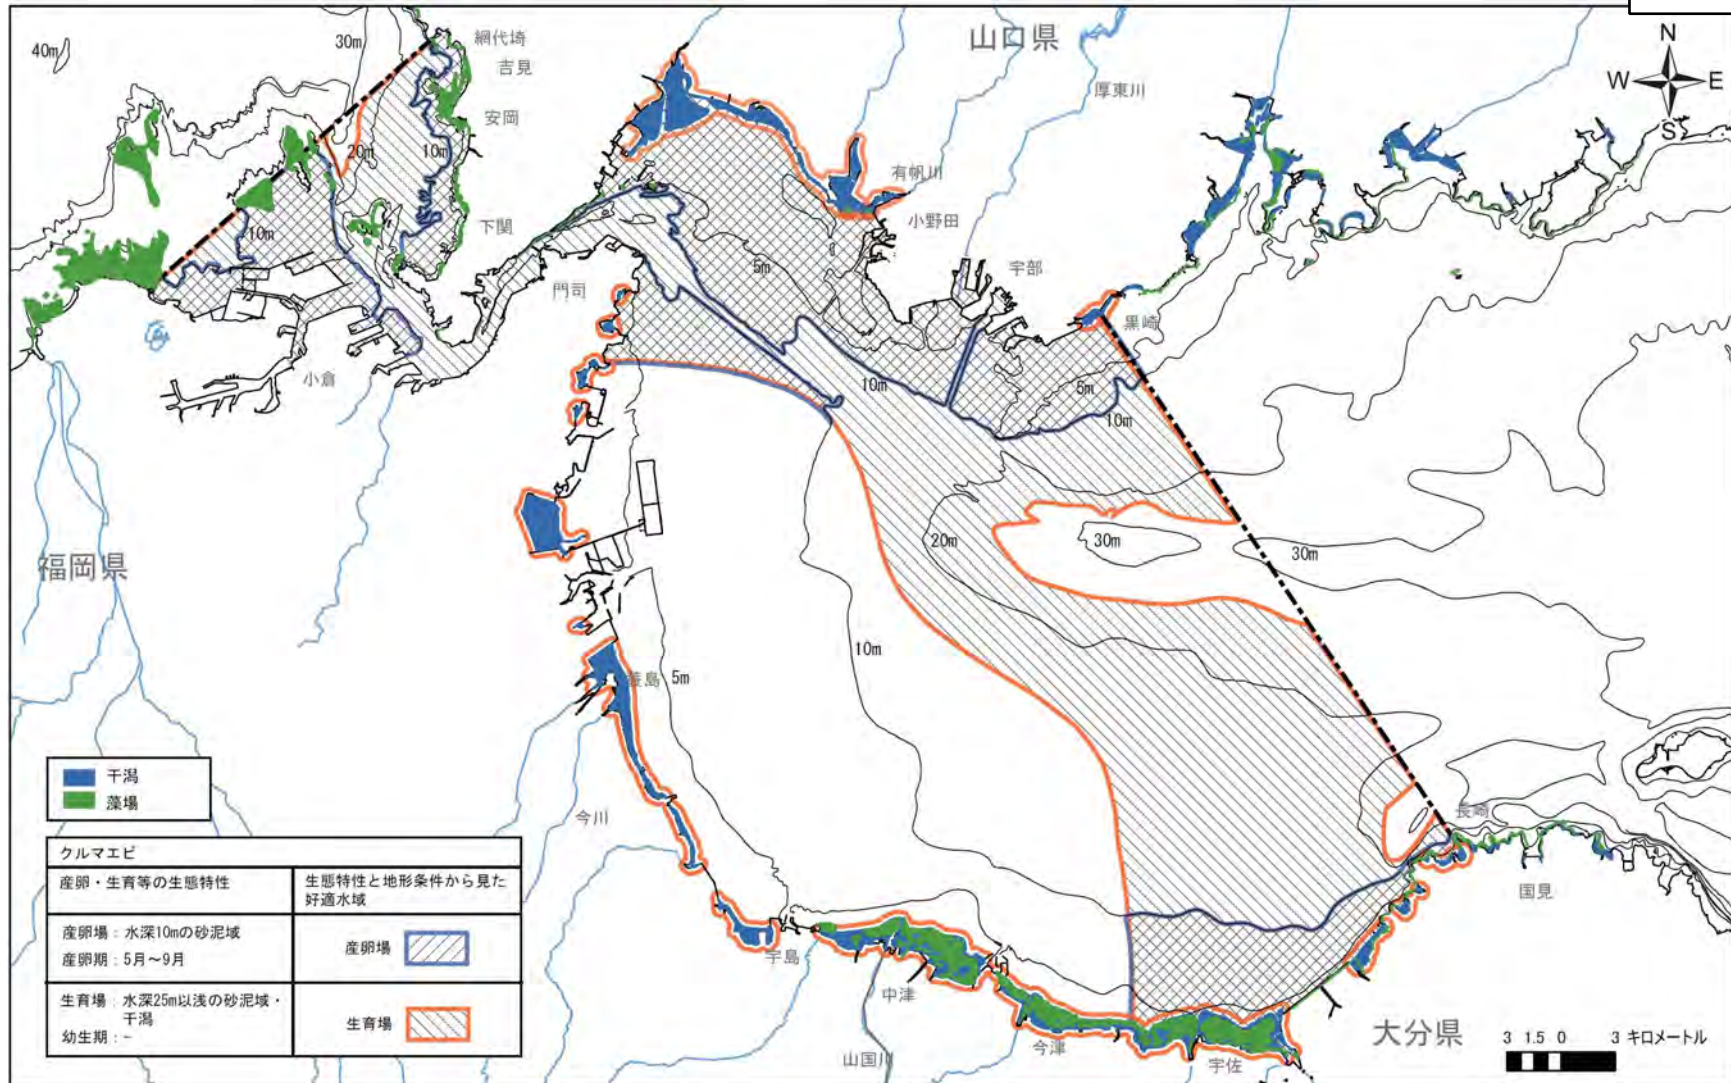 40m
30m
網代埼
吉見
安岡
20m
10m
10m
下関
山口県
厚東川
有帆川
小野田
宇部
黒崎
門司
小倉
5m
10m
5m
10m
N
W
E
S
福岡県
20m
30m
30m
10m
蓑島
5m
今川
宇島
中津
山国川
今津
宇佐
長崎
国見
大分県
干潟
藻場
クルマエビ
産卵・生育等の生態特性
生態特性と地形条件から見た
好適水域
産卵場：水深10mの砂泥域
産卵期：5月～9月
産卵場
生育場：水深25m以浅の砂泥域・
干潟
幼生期：-
生育場
3 1.5 0 3 キロメートル